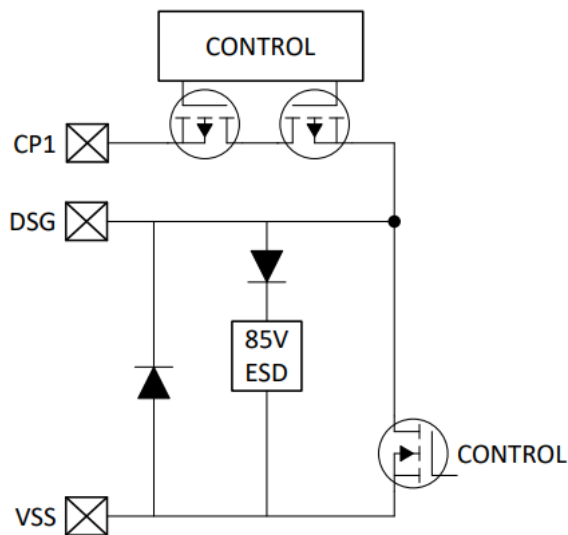 CONTROL
CP1
DSG
85V
ESD
CONTROL
VSS